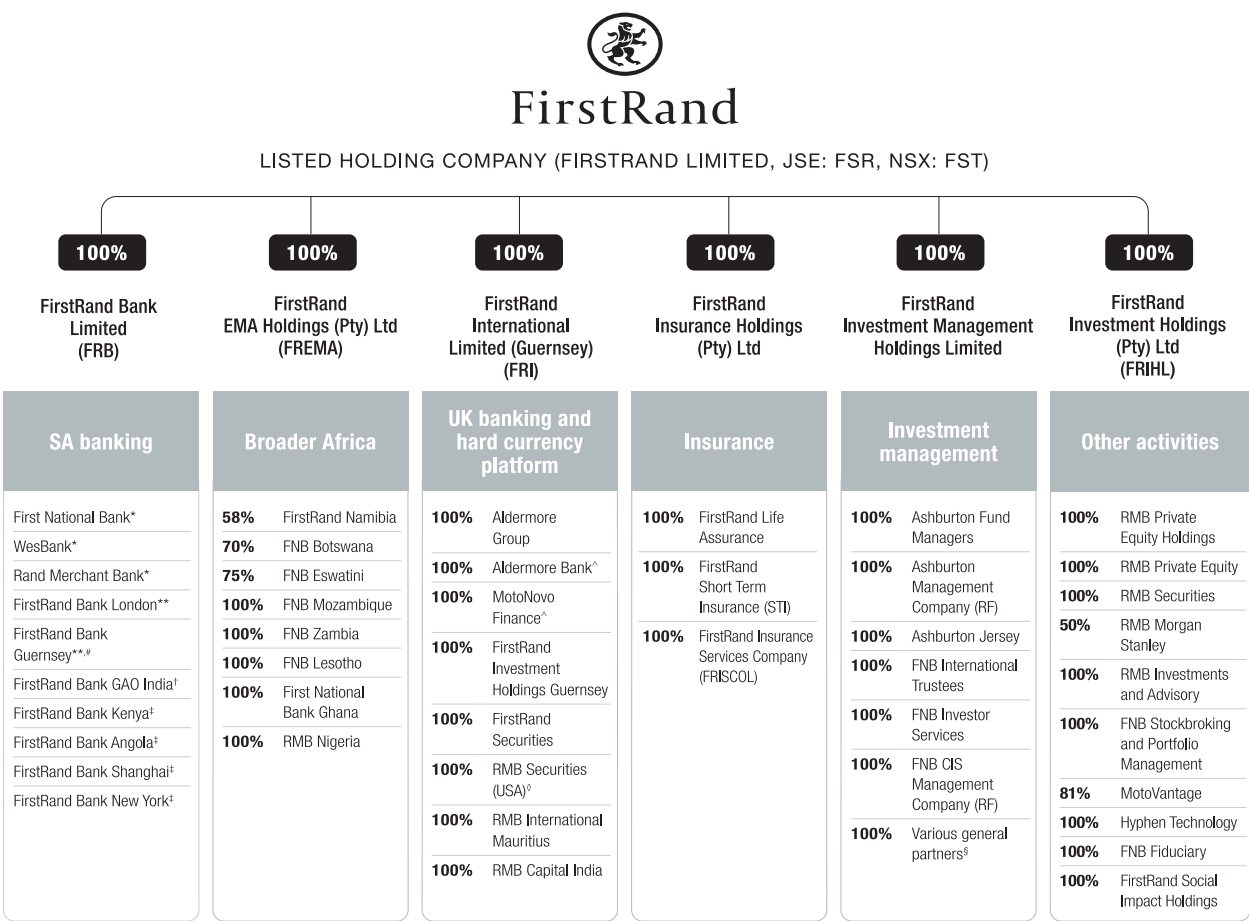 FirstRand
LISTED HOLDING COMPANY (FIRSTRAND LIMITED, JSE: FSR, NSX: FST)
100%
FirstRand Bank
Limited
(FRB)
SA banking
First National Bank*
WesBank*
Rand Merchant Bank*
FirstRand Bank London**
FirstRand Bank
Guernsey**,#
FirstRand Bank GAO India†
FirstRand Bank Kenya‡
FirstRand Bank Angola‡
FirstRand Bank Shanghai‡
FirstRand Bank New York‡
100%
FirstRand
EMA Holdings (Pty) Ltd
(FREMA)
Broader Africa
58% FirstRand Namibia
70% FNB Botswana
75% FNB Eswatini
100% FNB Mozambique
100% FNB Zambia
100% FNB Lesotho
100% First National
Bank Ghana
100% RMB Nigeria
100%
FirstRand
International
Limited (Guernsey)
(FRI)
UK banking and
hard currency
platform
100% Aldermore
Group
100% Aldermore Bank^
100% MotoNovo
Finance^
100% FirstRand
Investment
Holdings Guernsey
100% FirstRand
Securities
100% RMB Securities
(USA)◊
100% RMB International
Mauritius
100% RMB Capital India
100%
FirstRand
Insurance Holdings
(Pty) Ltd
Insurance
100% FirstRand Life
Assurance
100% FirstRand
Short Term
Insurance (STI)
100% FirstRand Insurance
Services Company
(FRISCOL)
100%
FirstRand
Investment Management
Holdings Limited
Investment
management
100% Ashburton Fund
Managers
100% Ashburton
Management
Company (RF)
100% Ashburton Jersey
100% FNB International
Trustees
100% FNB Investor
Services
100% FNB CIS
Management
Company (RF)
100% Various general
partners§
100%
FirstRand
Investment Holdings
(Pty) Ltd
(FRIHL)
Other activities
100% RMB Private
Equity Holdings
100% RMB Private Equity
100% RMB Securities
50% RMB Morgan
Stanley
100% RMB Investments
and Advisory
100% FNB Stockbroking
and Portfolio
Management
81% MotoVantage
100% Hyphen Technology
100% FNB Fiduciary
100% FirstRand Social
Impact Holdings